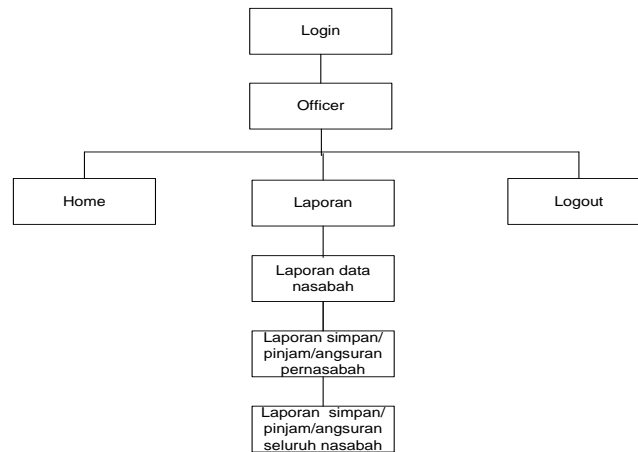 Login
Officer
Home
Laporan
Logout
Laporan data
nasabah
Laporan simpan/
pinjam/angsuran
pernasabah
Laporan  simpan/
pinjam/angsuran
seluruh nasabah